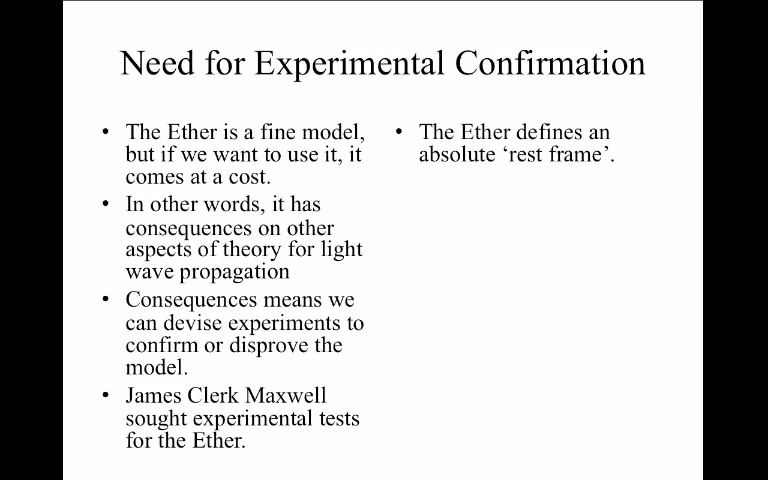 Need for Experimental Confirmation
• The Ether is a fine model,
but if we want to use it, it
comes at a cost.
• In other words, it has
consequences on other
aspects of theory for light
wave propagation
• Consequences means we
can devise experiments to
confirm or disprove the
model.
• James Clerk Maxwell
sought experimental tests
for the Ether.
• The Ether defines an
absolute ‘rest frame’.